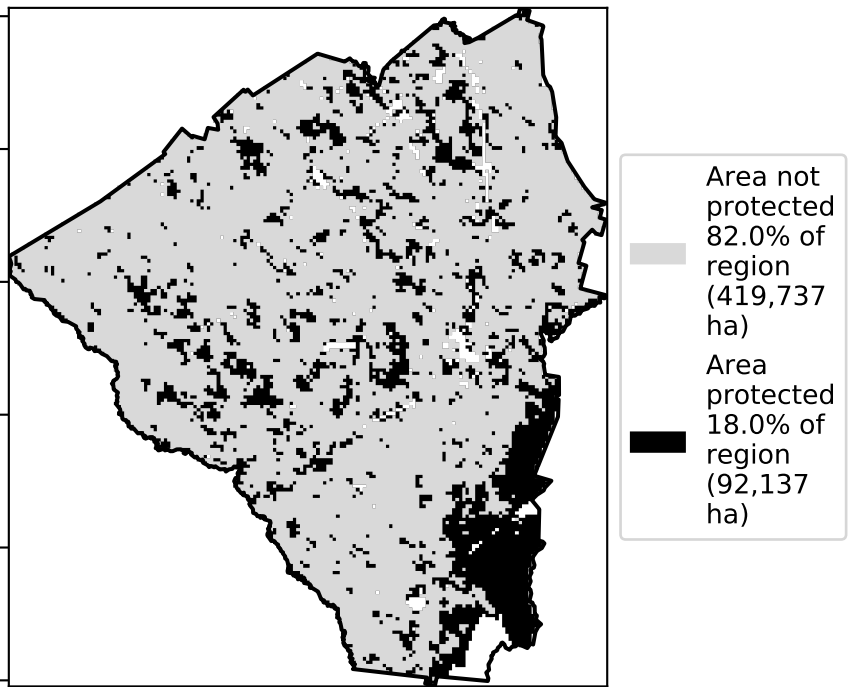 Area not
protected
82.0% of
region
(419,737
ha)
Area
protected
18.0% of
region
(92,137
ha)